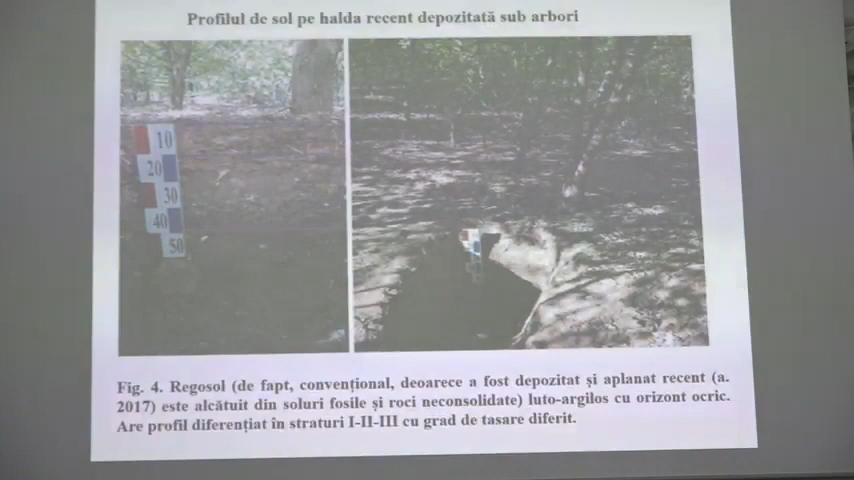 Profilul de sol pe halda recent depozitată sub arbori
10
20
30
40
50
Fig. 4. Regosol (de fapt, convențional, deoarece a fost depozitat și aplanat recent (a.
2017) este alcătuit din soluri fosile și roci neconsolidate) luto-argilos cu orizont ocric.
Are profil diferențiat în straturi I-II-III cu grad de tasare diferit.